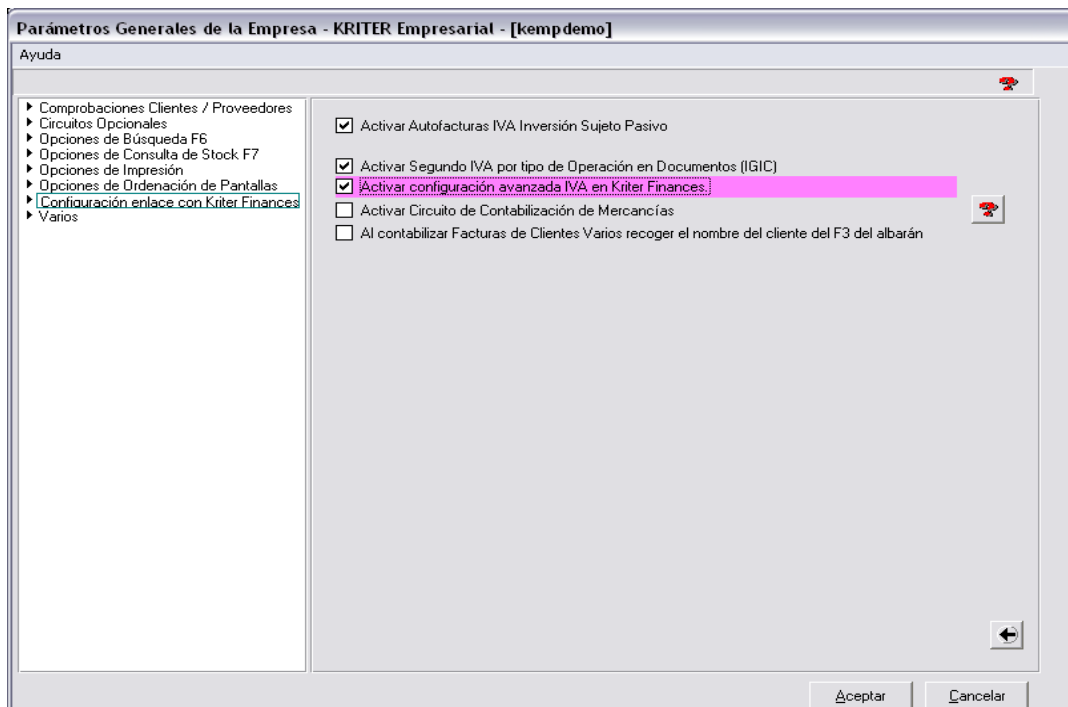 Parámetros Generales de la Empresa - KRITER Empresarial - [kempdemo]
Ayuda
Comprobaciones Clientes / Proveedores
Circuitos Opcionales
Opciones de Búsqueda F6
Opciones de Consulta de Stock F7
Opciones de Impresión
Opciones de Ordenación de Pantallas
Configuración enlace con Kriter Finances
Varios
Activar Autofacturas IVA Inversión Sujeto Pasivo
Activar Segundo IVA por tipo de Operación en Documentos (IGIC)
Activar configuración avanzada IVA en Kriter Finances.
Activar Circuito de Contabilización de Mercancías
Al contabilizar Facturas de Clientes Varios recoger el nombre del cliente del F3 del albarán
Aceptar
Cancelar